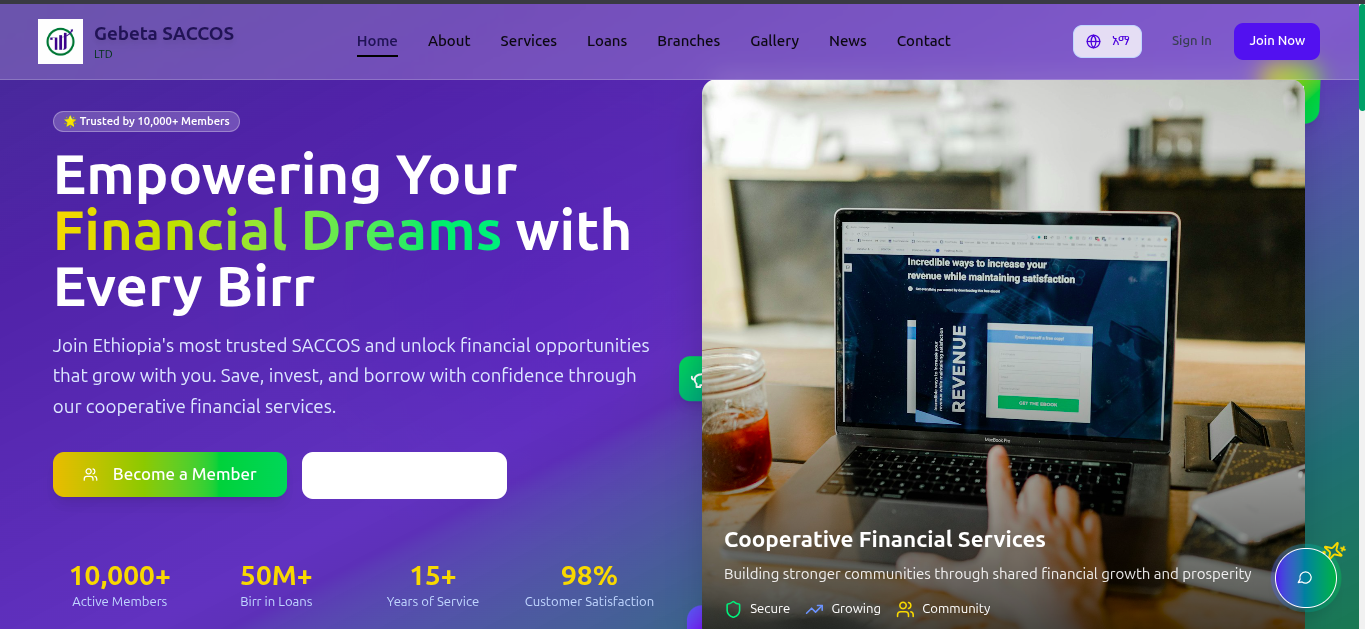 Gebeta SACCOS
LTD
Home About Services Loans Branches Gallery News Contact
አማ
Sign In
Join Now
🌟 Trusted by 10,000+ Members
Empowering Your
Financial Dreams with
Every Birr
Join Ethiopia's most trusted SACCOS and unlock financial opportunities
that grow with you. Save, invest, and borrow with confidence through
our cooperative financial services.
Become a Member
10,000+
Active Members
50M+
Birr in Loans
15+
Years of Service
98%
Customer Satisfaction
Incredible ways to increase your
revenue while maintaining satisfaction
REVENUE
GET THE EBOOK
MacBook Pro
Cooperative Financial Services
Building stronger communities through shared financial growth and prosperity
Secure Growing Community